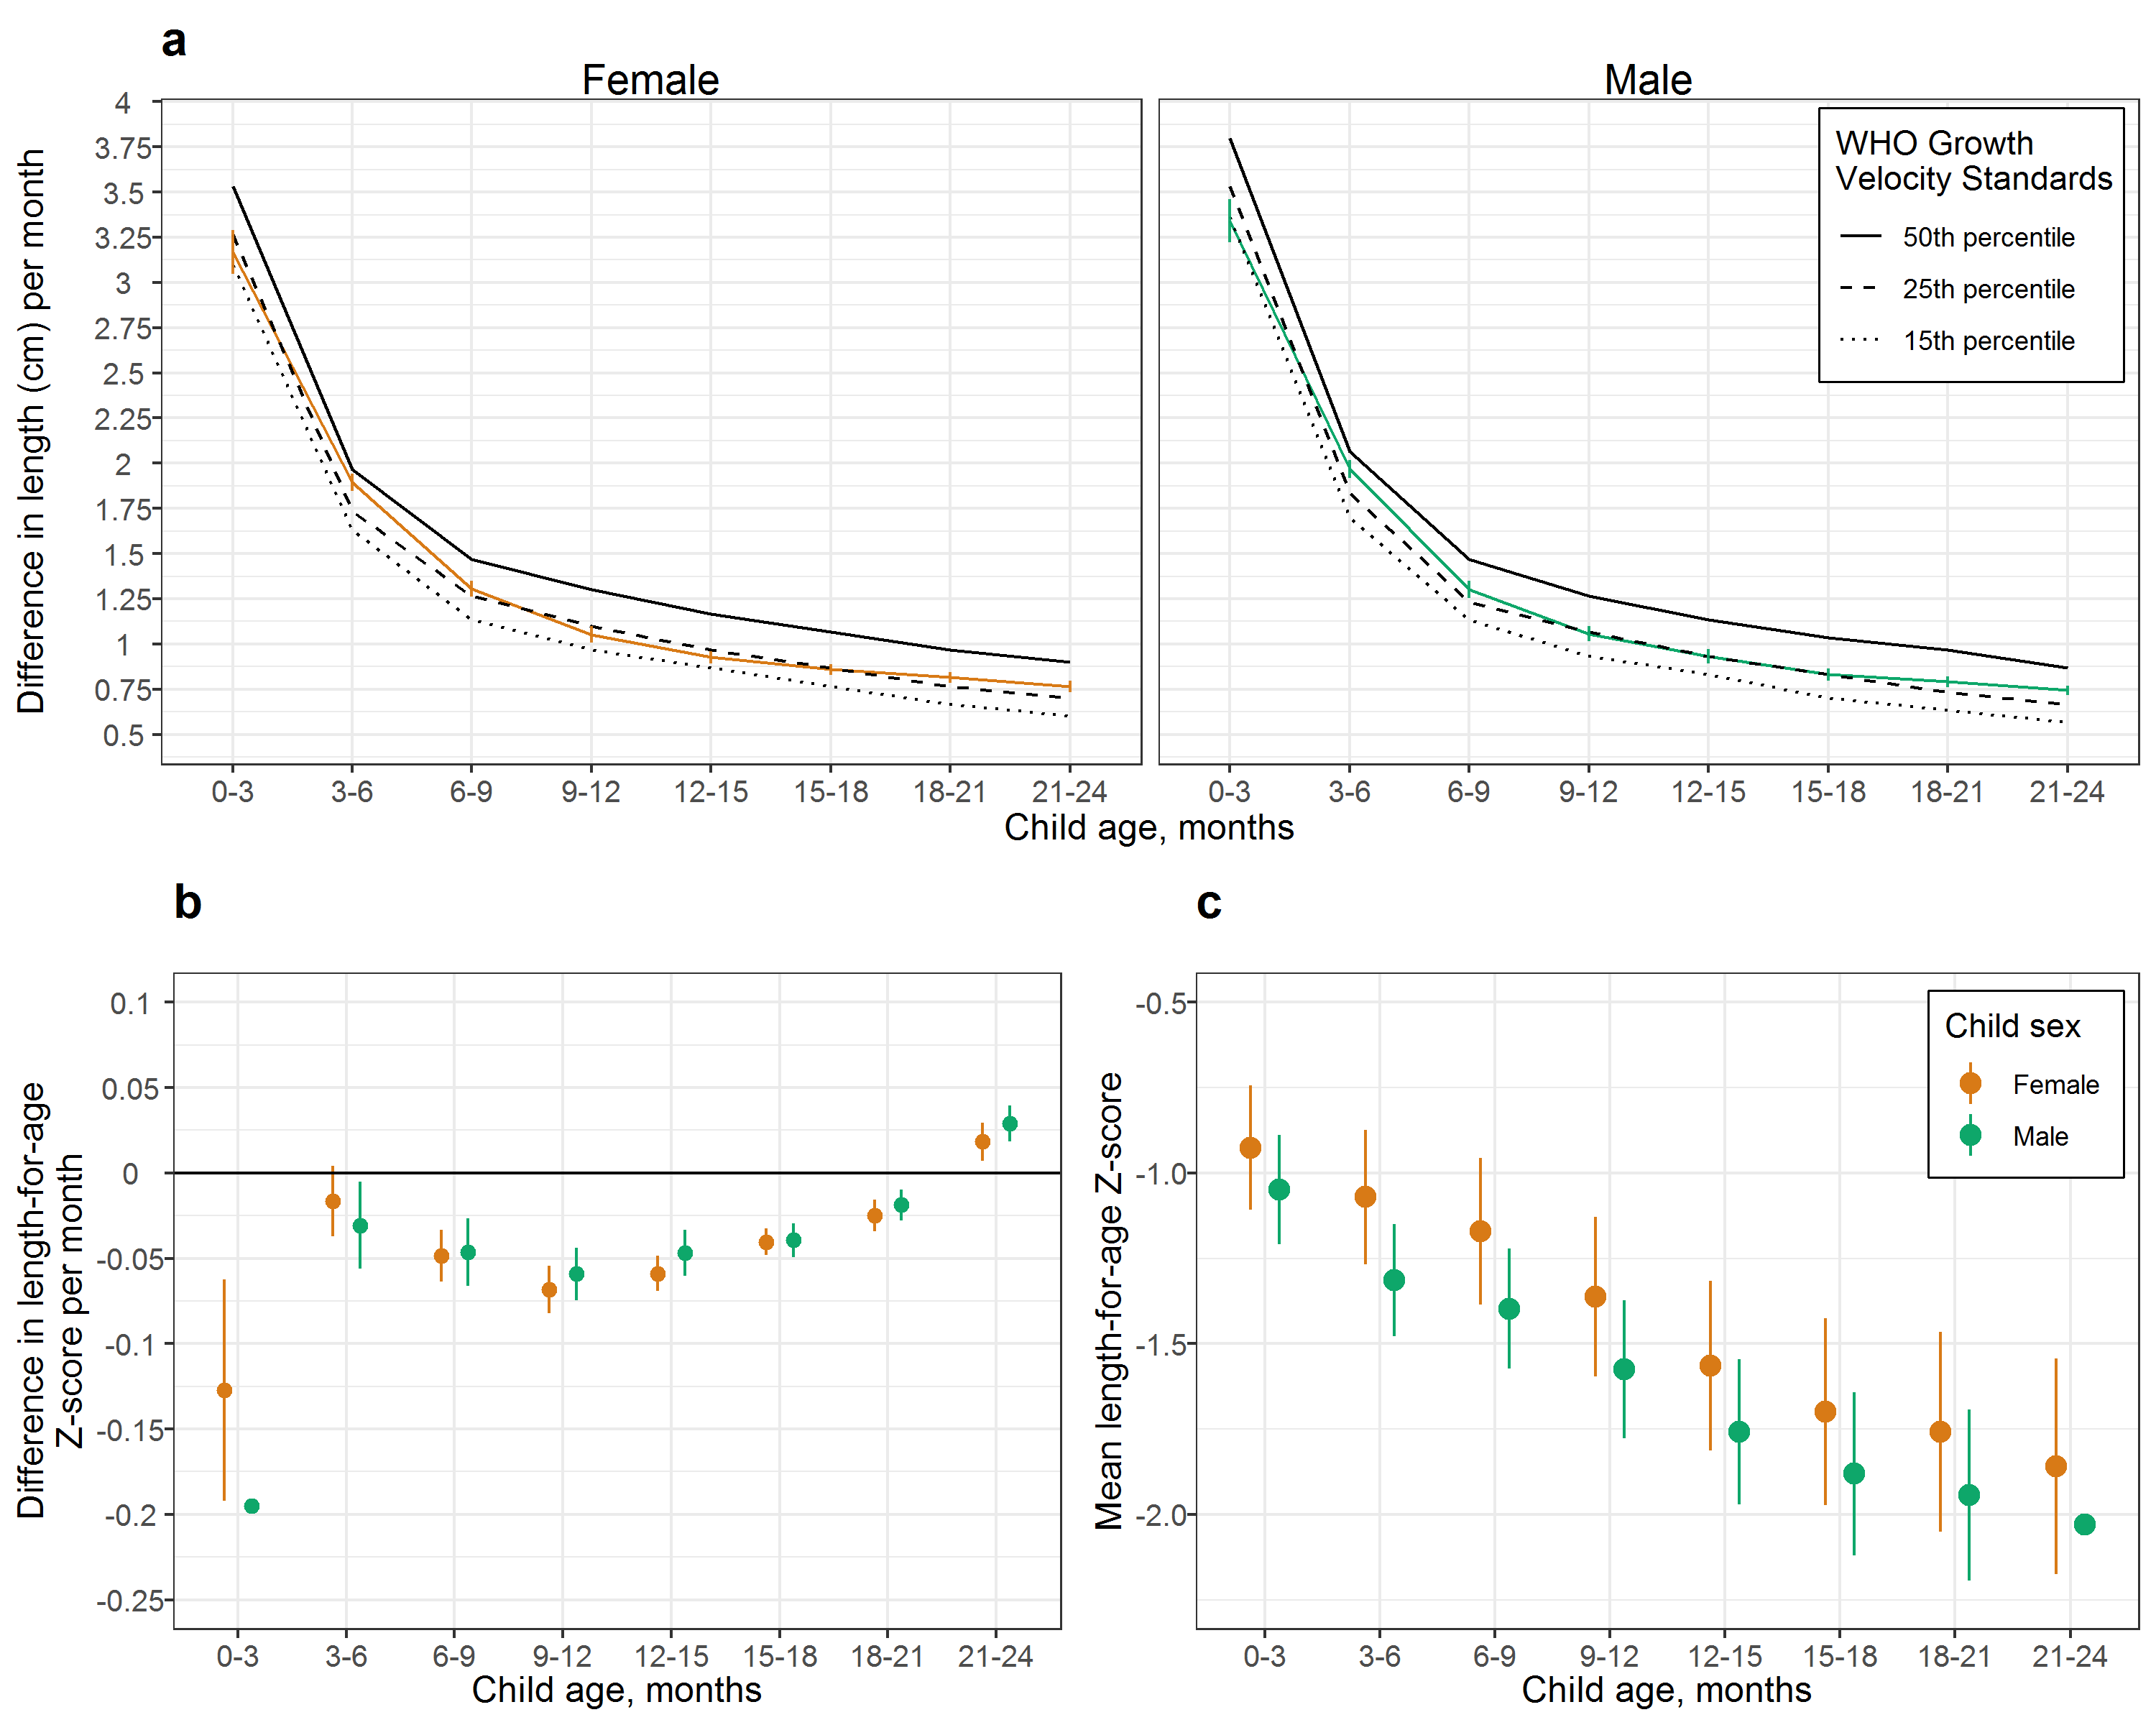 a
Female
Male
4
3.75
3.5
3.25
3
2.75
2.5
2.25
2
1.75
1.5
1.25
1
0.75
0.5
Difference in length (cm) per month
WHO Growth
Velocity Standards
50th percentile
25th percentile
15th percentile
0-3 3-6 6-9 9-12 12-15 15-18 18-21 21-24
0-3 3-6 6-9 9-12 12-15 15-18 18-21 21-24
Child age, months
b
0.1
0.05
0
-0.05
-0.1
-0.15
-0.2
-0.25
Difference in length-for-age
Z-score per month
0-3 3-6 6-9 9-12 12-15 15-18 18-21 21-24
Child age, months
c
-0.5
-1.0
-1.5
-2.0
Mean length-for-age Z-score
Child sex
Female
Male
0-3 3-6 6-9 9-12 12-15 15-18 18-21 21-24
Child age, months